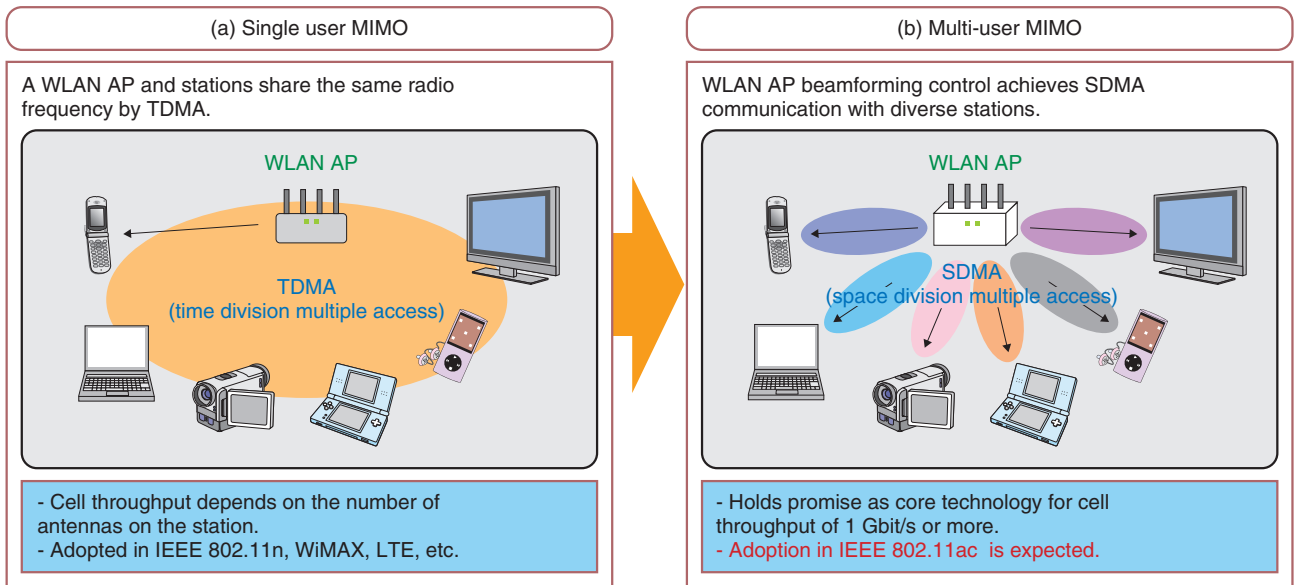 (a) Single user MIMO
A WLAN AP and stations share the same radio
frequency by TDMA.
WLAN AP
TDMA
(time division multiple access)
- Cell throughput depends on the number of
antennas on the station.
- Adopted in IEEE 802.11n, WiMAX, LTE, etc.
(b) Multi-user MIMO
WLAN AP beamforming control achieves SDMA
communication with diverse stations.
WLAN AP
SDMA
(space division multiple access)
- Holds promise as core technology for cell
throughput of 1 Gbit/s or more.
- Adoption in IEEE 802.11ac is expected.